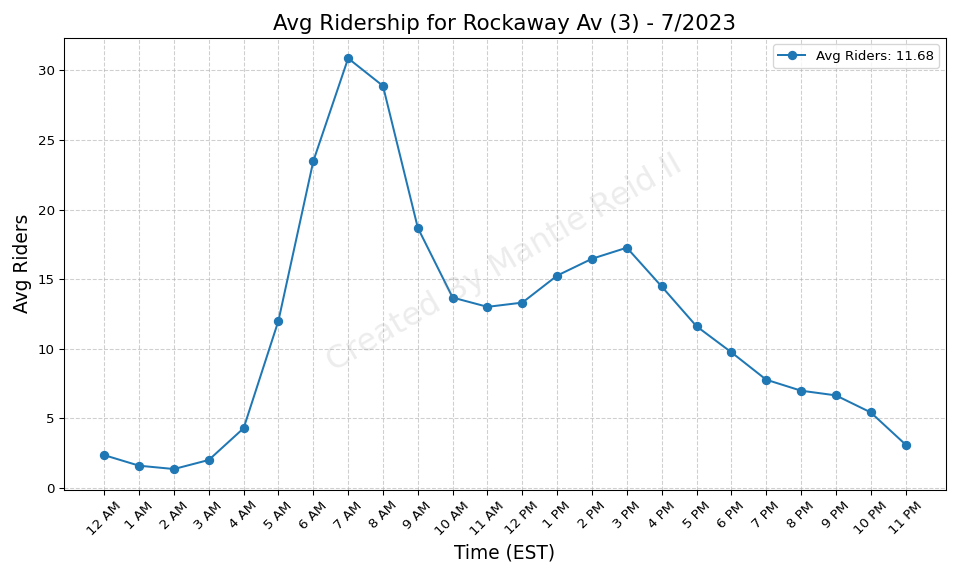 Avg Ridership for Rockaway Av (3) - 7/2023
Avg Riders: 11.68
30
25
20
15
10
5
0
Avg Riders
Created By Mantie Reid II
12 AM
1 AM
2 AM
3 AM
4 AM
5 AM
6 AM
7 AM
8 AM
9 AM
10 AM
11 AM
12 PM
1 PM
2 PM
3 PM
4 PM
5 PM
6 PM
7 PM
8 PM
9 PM
10 PM
11 PM
Time (EST)